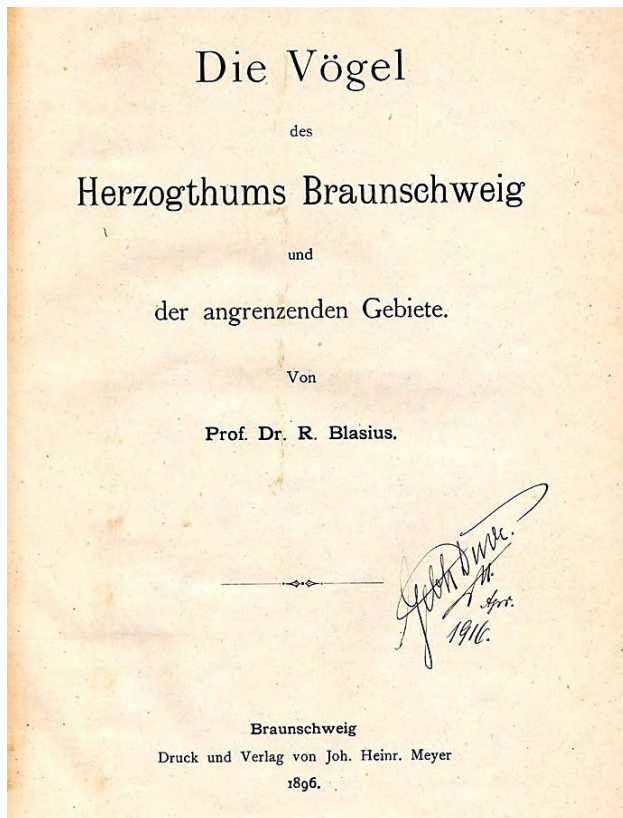 Die Vögel
des
Herzogthums Braunschweig
und
der angrenzenden Gebiete.
Von
Prof. Dr. R. Blasius.
Apr.
1916.
Braunschweig
Druck und Verlag von Joh. Heinr. Meyer
1896.